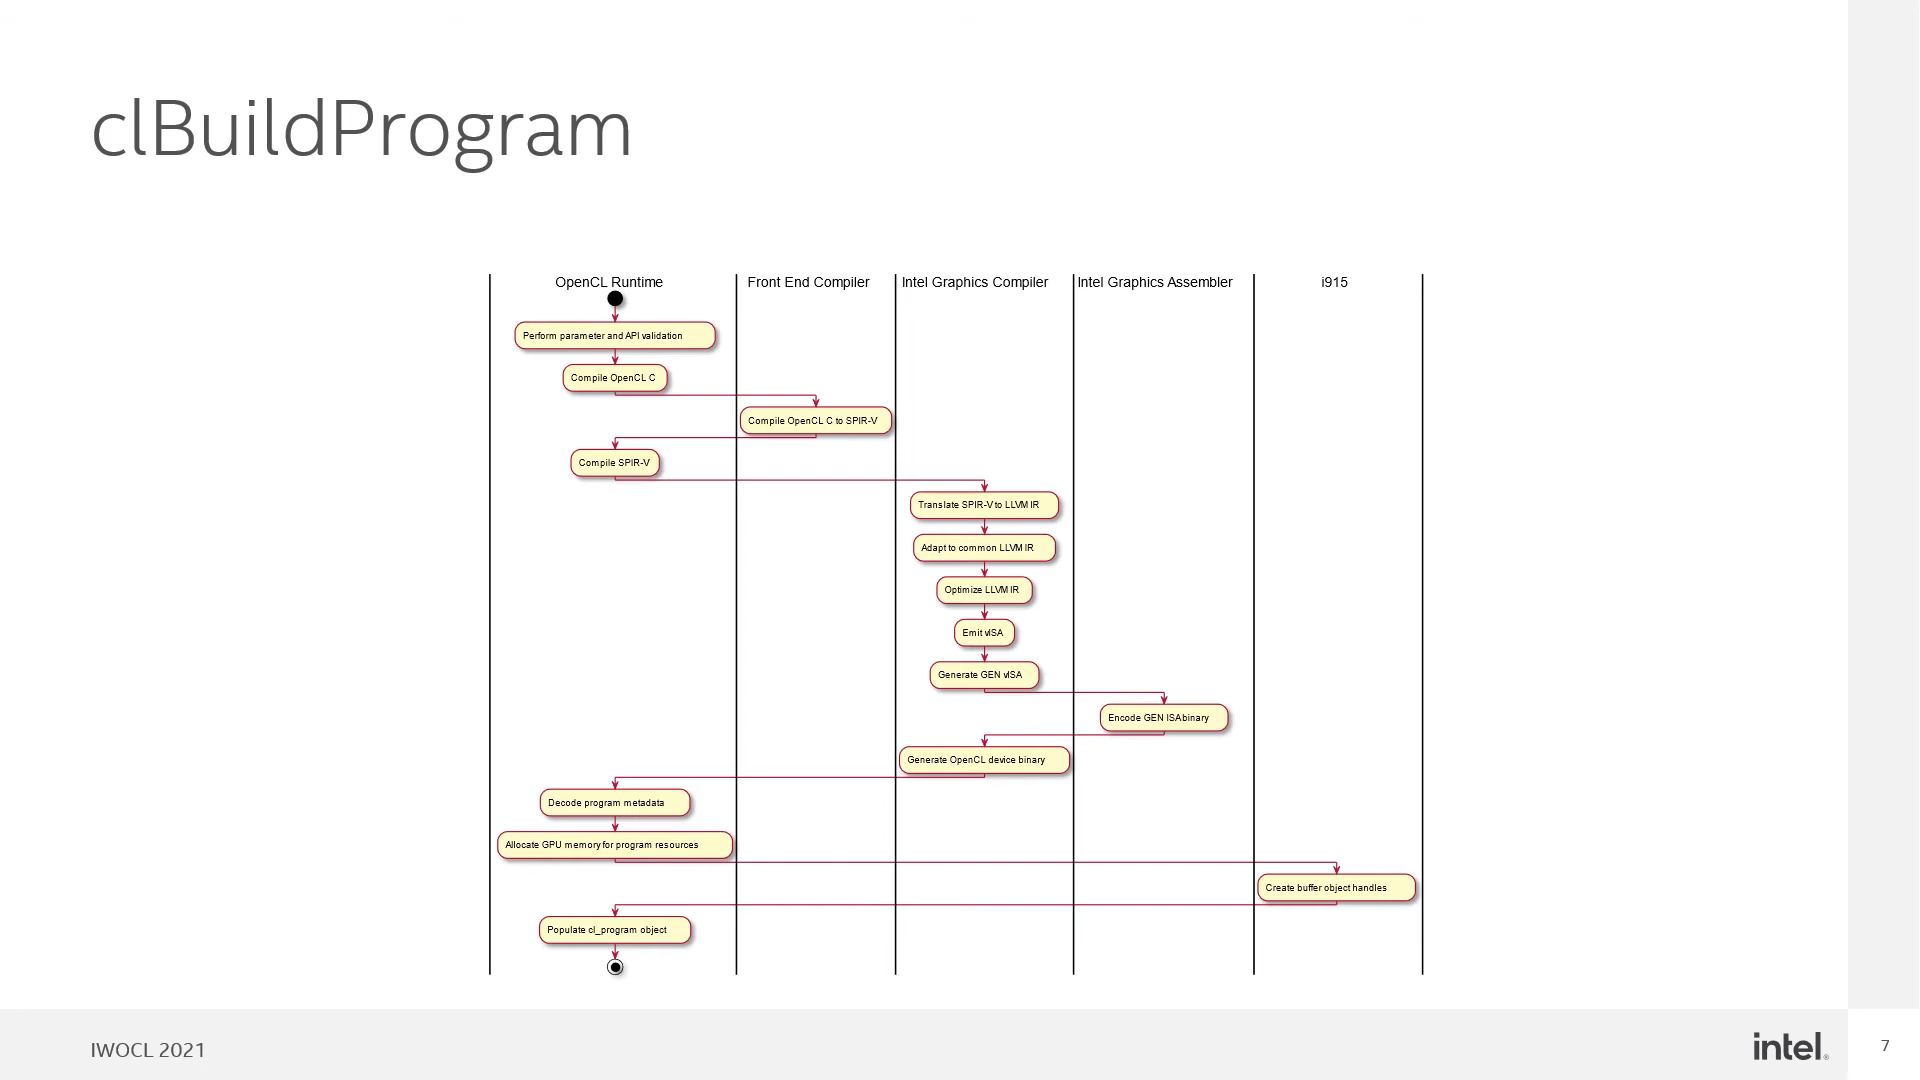 clBuildProgram
OpenCL Runtime
Front End Compiler
Intel Graphics Compiler
Intel Graphics Assembler
i915
Perform parameter and API validation
Compile OpenCL C
Compile OpenCL C to SPIR-V
Compile SPIR-V
Translate SPIR-V to LLVM IR
Adapt to common LLVM IR
Optimize LLVM IR
Emit vISA
Generate GEN vISA
Encode GEN ISA binary
Generate OpenCL device binary
Decode program metadata
Allocate GPU memory for program resources
Create buffer object handles
Populate cl_program object
IWOCL 2021
intel®
7